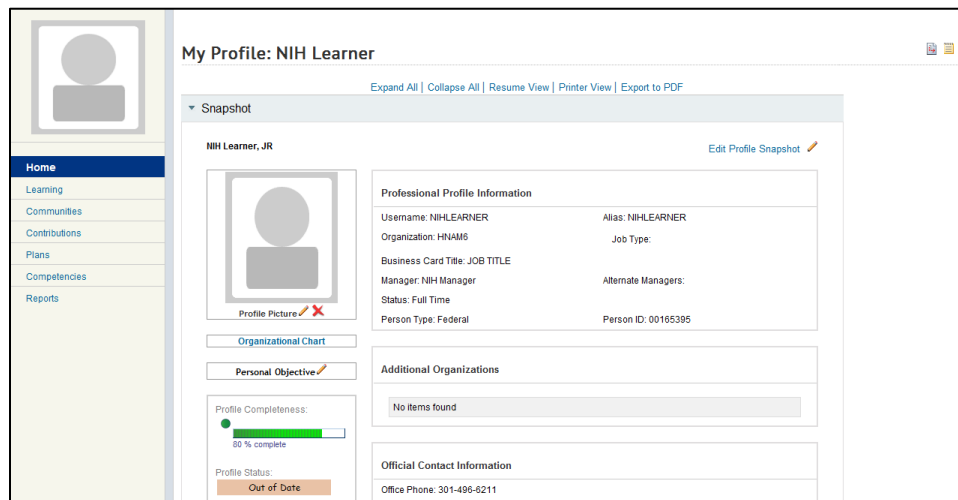 My Profile: NIH Learner
Expand All | Collapse All | Resume View | Printer View | Export to PDF
Snapshot
NIH Learner, JR
Edit Profile Snapshot
Home
Learning
Communities
Contributions
Plans
Competencies
Reports
Profile Picture
Organizational Chart
Personal Objective
Profile Completeness:
80 % complete
Profile Status:
Out of Date
Professional Profile Information
Username: NIHLEARNER Alias: NIHLEARNER
Organization: HNAM6 Job Type:
Business Card Title: JOB TITLE
Manager: NIH Manager Alternate Managers:
Status: Full Time
Person Type: Federal Person ID: 00165395
Additional Organizations
No items found
Official Contact Information
Office Phone: 301-496-6211